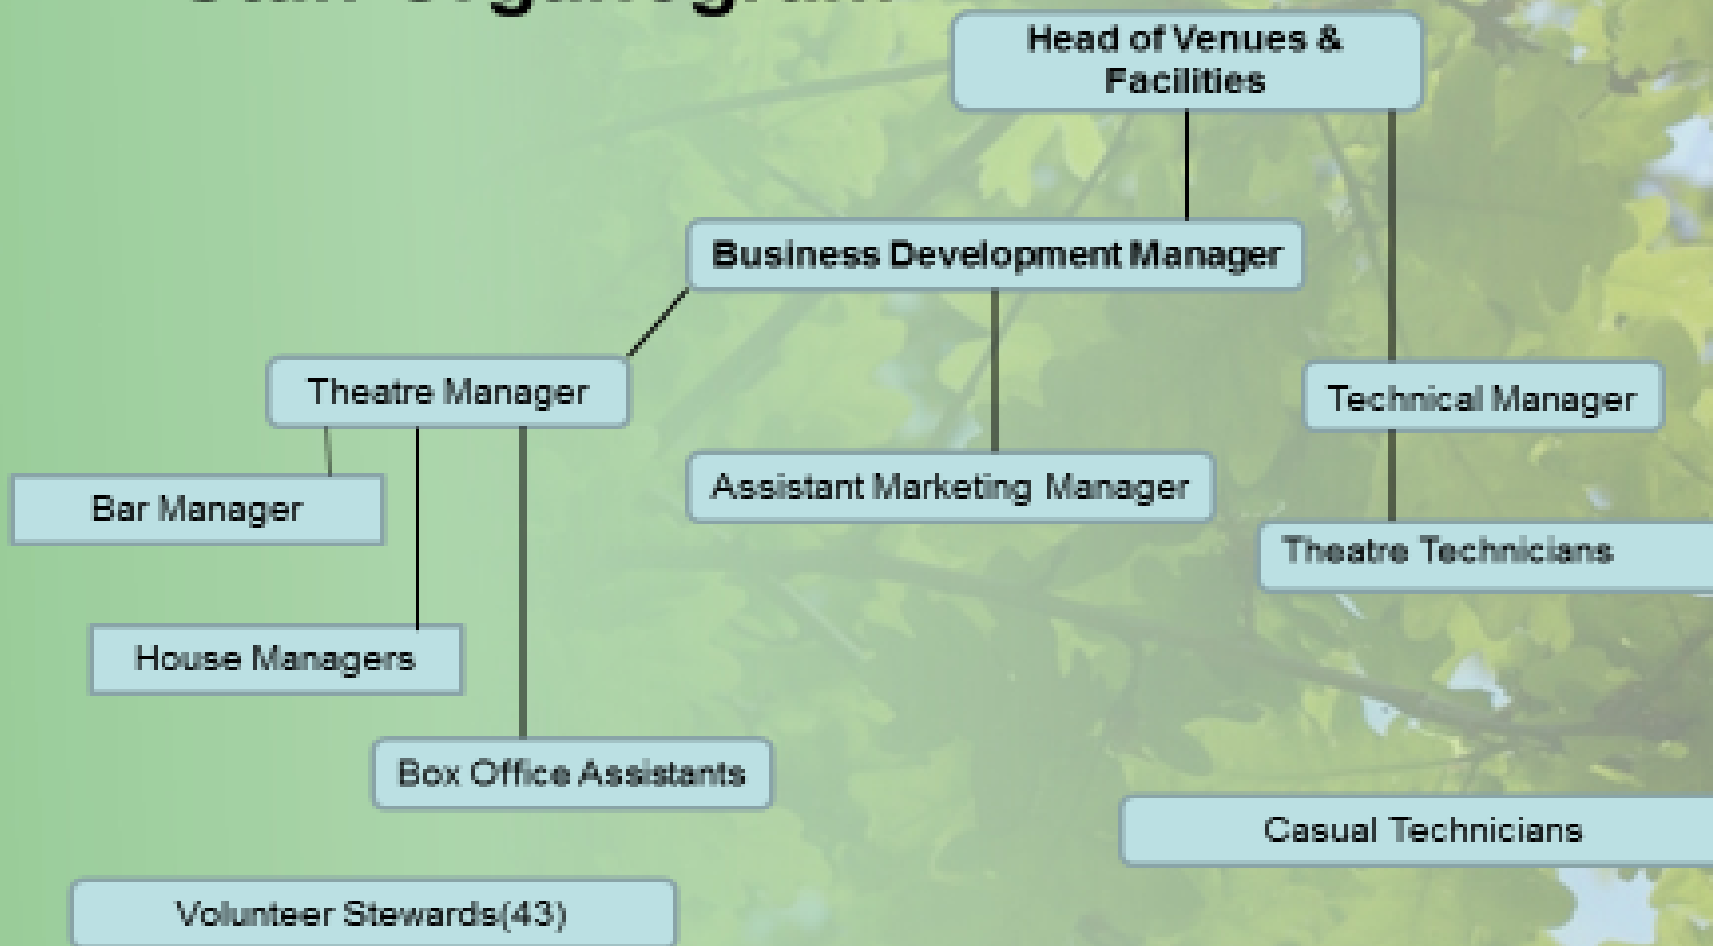 Head of Venues &
Facilities
Business Development Manager
Theatre Manager
Technical Manager
Assistant Marketing Manager
Bar Manager
Theatre Technicians
House Managers
Box Office Assistants
Casual Technicians
Volunteer Stewards(43)